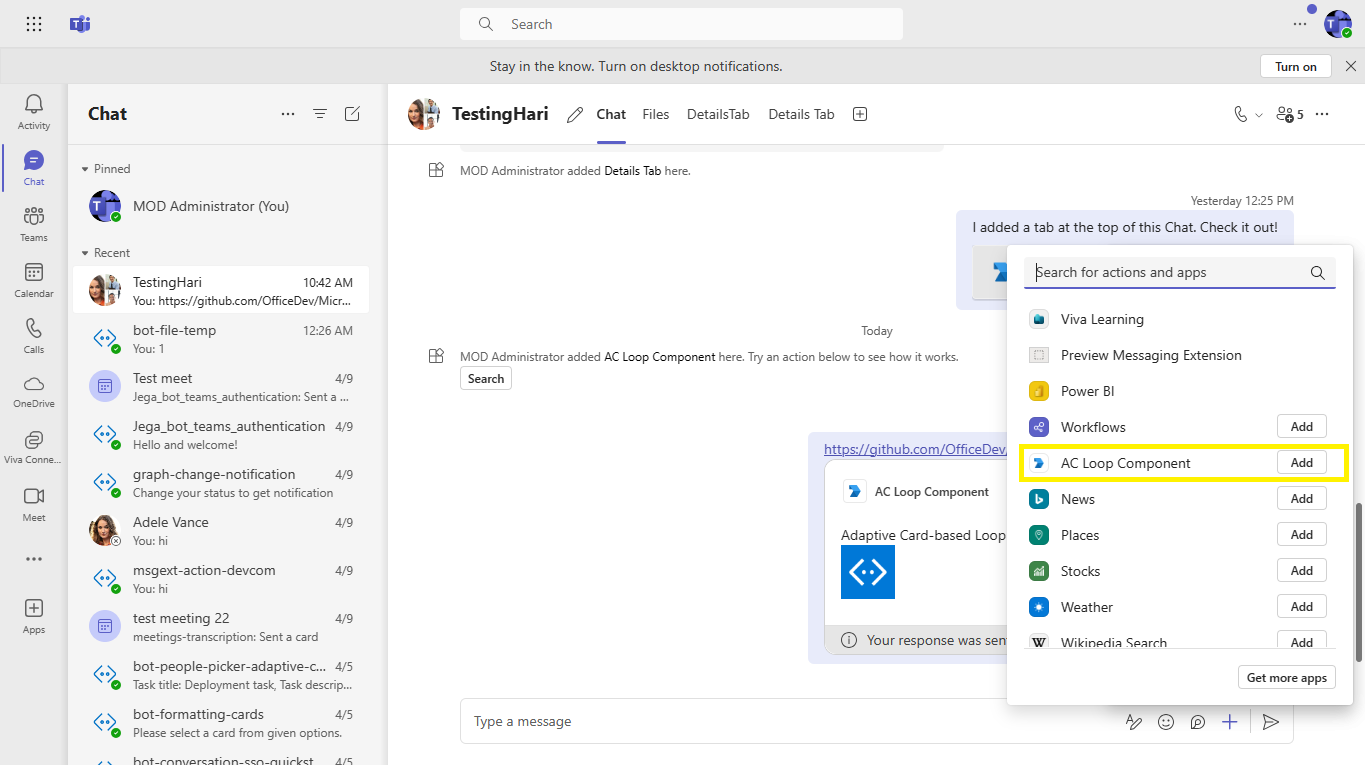 Search
Stay in the know. Turn on desktop notifications.
Turn on
Activity
Chat
Teams
Calendar
Calls
OneDrive
Viva Conne...
Meet
Apps
Chat
Pinned
MOD Administrator (You)
Recent
TestingHari 10:42 AM
You: https://github.com/OfficeDev/Micr...
bot-file-temp 12:26 AM
You: 1
Test meet 4/9
Jega_bot_teams_authentication: Sent a ...
Jega_bot_teams_authentication 4/9
Hello and welcome!
graph-change-notification 4/9
Change your status to get notification
Adele Vance 4/9
You: hi
msgext-action-devcom 4/9
You: hi
test meeting 22 4/9
meetings-transcription: Sent a card
bot-people-picker-adaptive-c... 4/5
Task title: Deployment task, Task descrip...
bot-formatting-cards 4/5
Please select a card from given options.
bot-conversation-sso-quickst 4/5
TestingHari
Chat Files DetailsTab Details Tab
5
MOD Administrator added Details Tab here.
Yesterday 12:25 PM
I added a tab at the top of this Chat. Check it out!
Today
MOD Administrator added AC Loop Component here. Try an action below to see how it works.
Search
https://github.com/OfficeDev/
AC Loop Component
Adaptive Card-based Loop
Your response was sent
Type a message
Search for actions and apps
Viva Learning
Preview Messaging Extension
Power BI
Workflows Add
AC Loop Component Add
News Add
Places Add
Stocks Add
Weather Add
Wikipedia Search Add
Get more apps